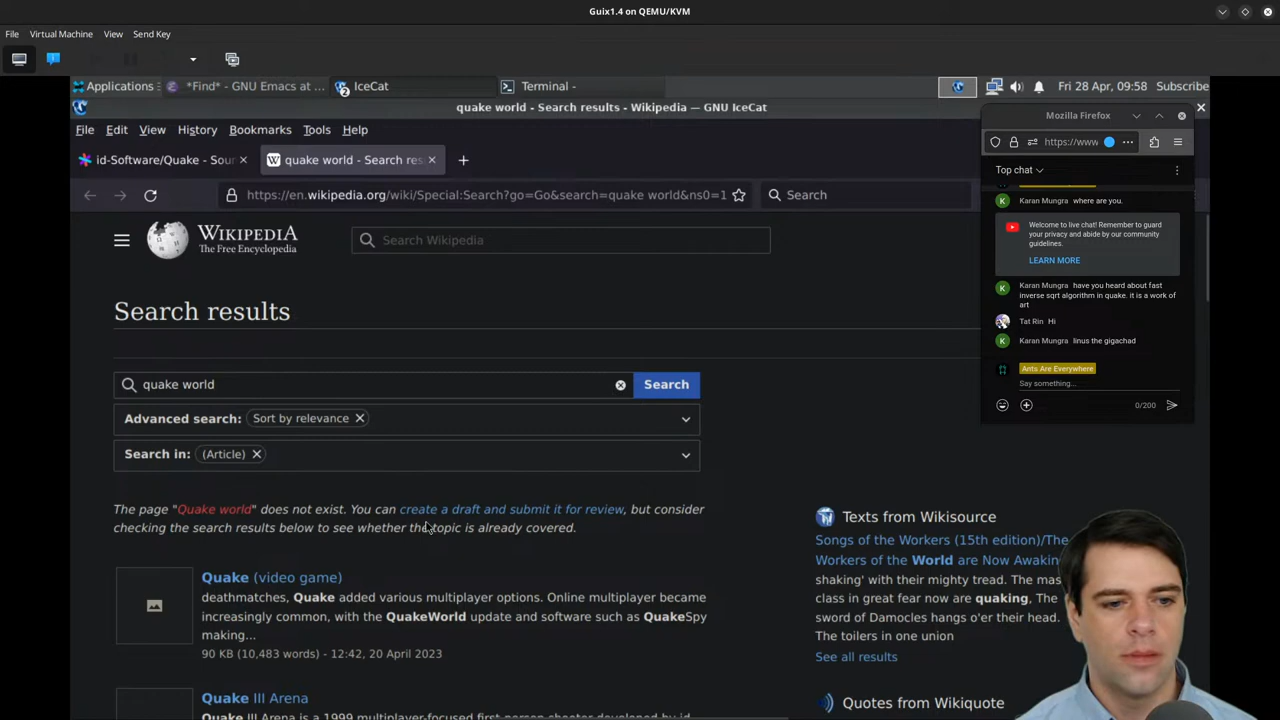 Guix1.4 on QEMU/KVM
File Virtual Machine View Send Key
Applications *Find* - GNU Emacs at ... IceCat Terminal - Fri 28 Apr, 09:58 Subscribe
quake world - Search results - Wikipedia — GNU IceCat
File Edit View History Bookmarks Tools Help
id-Software/Quake - Sour quake world - Search res
https://en.wikipedia.org/wiki/Special:Search?go=Go&search=quake world&ns0=1 Search
WIKIPEDIA
The Free Encyclopedia
Search Wikipedia
Search results
quake world Search
Advanced search: Sort by relevance
Search in: (Article)
The page "Quake world" does not exist. You can create a draft and submit it for review, but consider
checking the search results below to see whether the topic is already covered.
Quake (video game)
deathmatches, Quake added various multiplayer options. Online multiplayer became
increasingly common, with the QuakeWorld update and software such as QuakeSpy
making...
90 KB (10,483 words) - 12:42, 20 April 2023
Quake III Arena
Quake III Arena is a 1999 multiplayer-focused first-person shooter developed by id
Texts from Wikisource
Songs of the Workers (15th edition)/The
Workers of the World are Now Awakin
shaking' with their mighty tread. The mas
class in great fear now are quaking, The
sword of Damocles hangs o'er their head.
The toilers in one union
See all results
Quotes from Wikiquote
Mozilla Firefox
https://www
Top chat
Karan Mungra where are you.
Welcome to live chat! Remember to guard
your privacy and abide by our community
guidelines.
LEARN MORE
Karan Mungra have you heard about fast
inverse sqrt algorithm in quake. it is a work of
art
Tat Rin Hi
Karan Mungra linus the gigachad
Ants Are Everywhere
Say something...
0/200